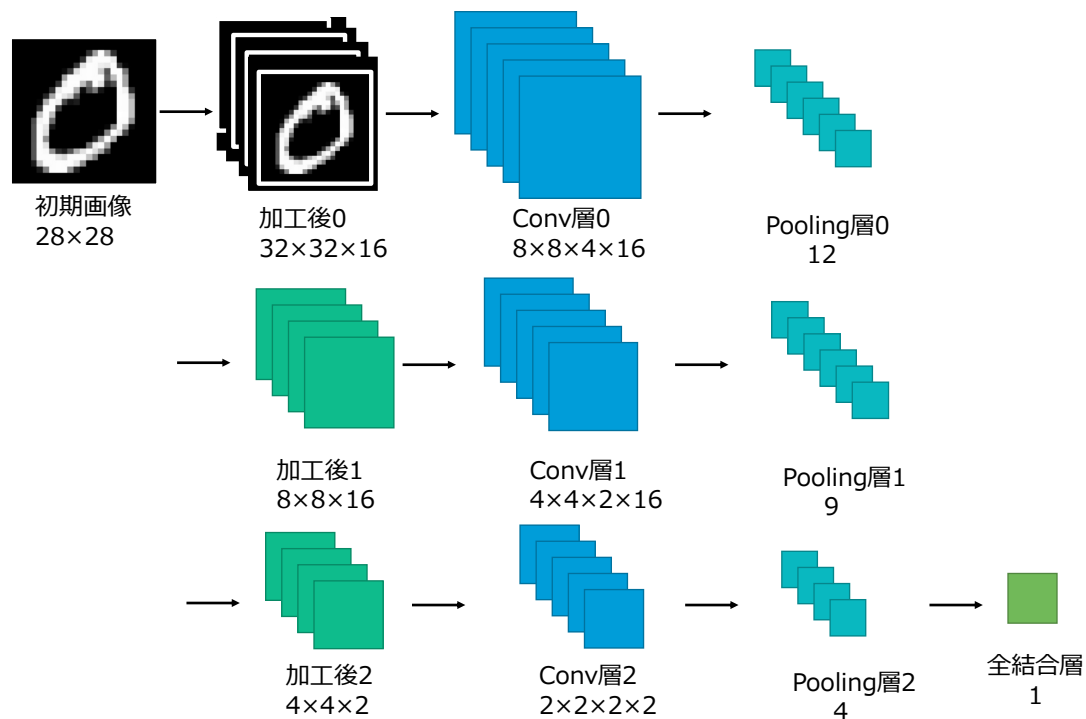 初期画像
28×28
加工後0
32×32×16
Conv層0
8×8×4×16
Pooling層0
12
加工後1
8×8×16
Conv層1
4×4×2×16
Pooling層1
9
加工後2
4×4×2
Conv層2
2×2×2×2
Pooling層2
4
全結合層
1